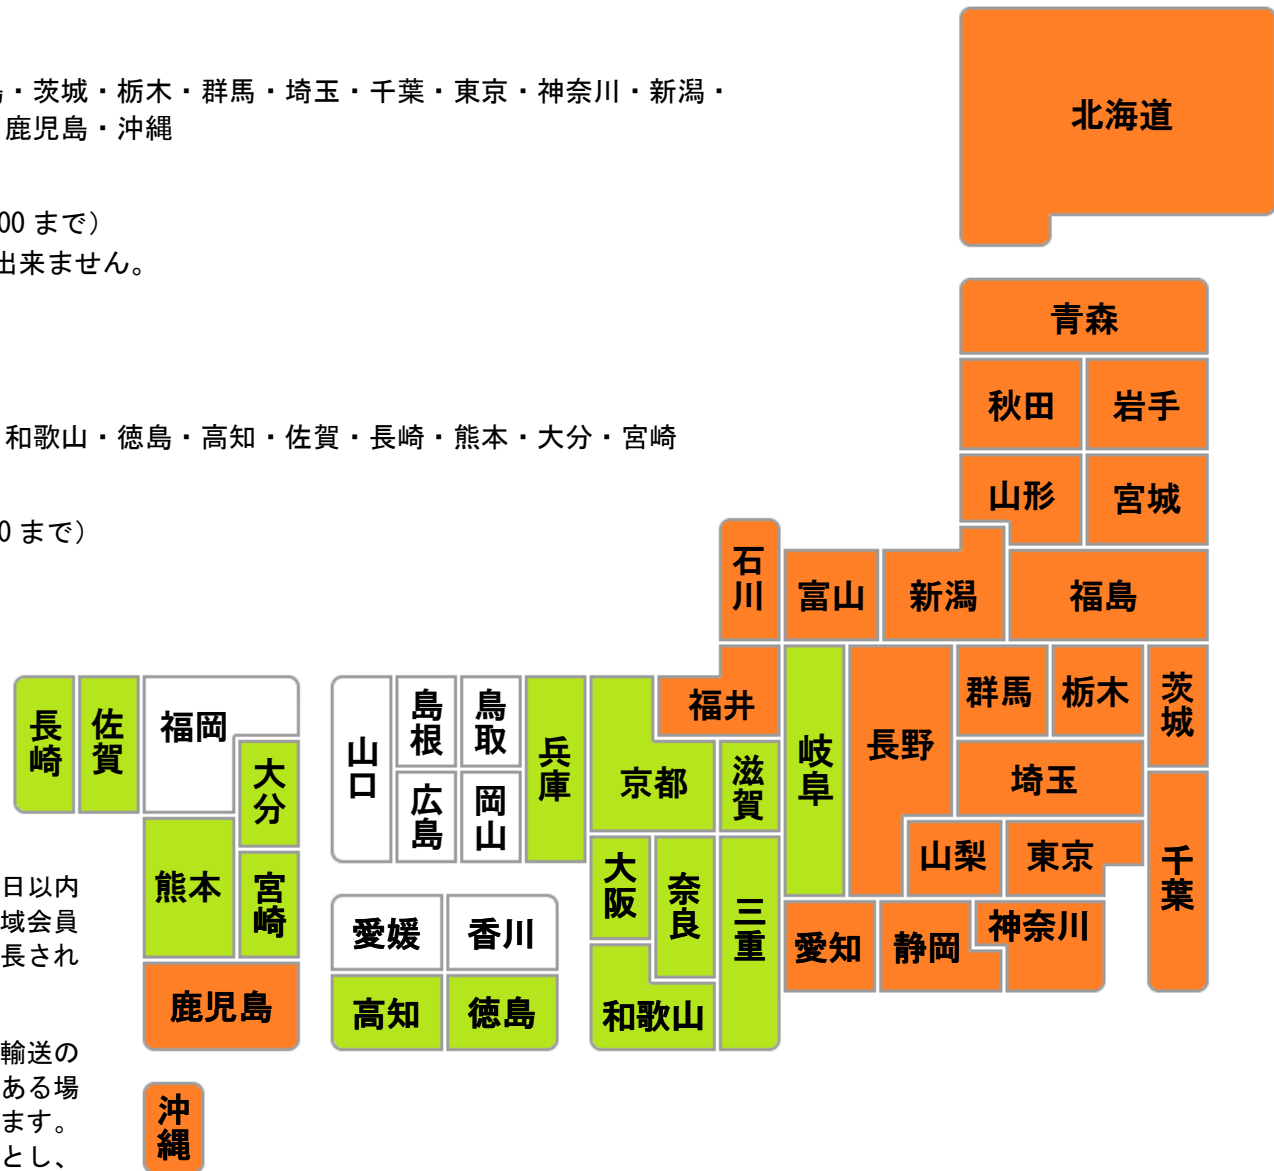 ・茨城・栃木・群馬・埼玉・千葉・東京・神奈川・新潟・
鹿児島・沖縄
00 まで）
出来ません。
和歌山・徳島・高知・佐賀・長崎・熊本・大分・宮崎
0 まで）
日以内
域会員
長され
輸送の
ある場
ます。
とし、
北海道
青森
秋田
岩手
山形
宮城
石川
富山
新潟
福島
長崎
佐賀
福岡
大分
熊本
宮崎
鹿児島
沖縄
山口
島根
鳥取
広島
岡山
兵庫
京都
福井
滋賀
岐阜
長野
群馬
栃木
茨城
埼玉
山梨
東京
千葉
大阪
奈良
三重
愛知
静岡
神奈川
和歌山
愛媛
香川
高知
徳島